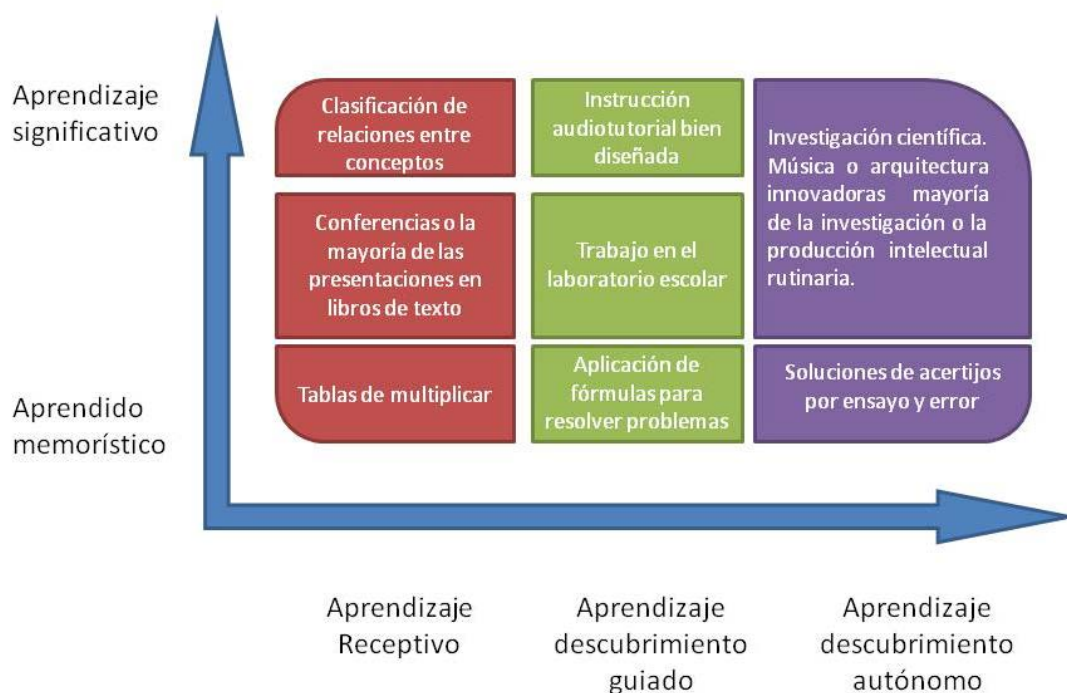 Aprendizaje
significativo
Clasificación de
relaciones entre
conceptos
Instrucción
audiotutorial bien
diseñada
Investigación científica.
Música o arquitectura
innovadoras mayoría
de la investigación o la
producción intelectual
rutinaria.
Conferencias o la
mayoría de las
presentaciones en
libros de texto
Trabajo en el
laboratorio escolar
Aprendido
memorístico
Tablas de multiplicar
Aplicación de
fórmulas para
resolver problemas
Soluciones de acertijos
por ensayo y error
Aprendizaje
Receptivo
Aprendizaje
descubrimiento
guiado
Aprendizaje
descubrimiento
autónómo